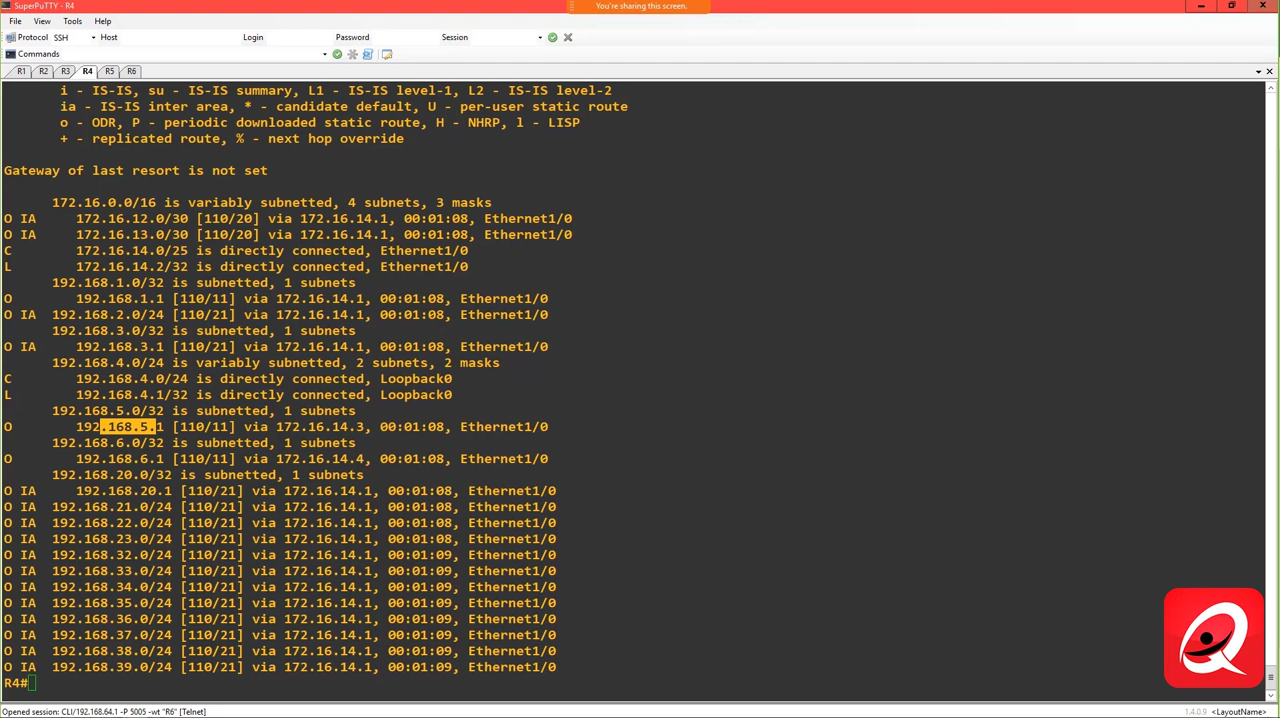 SuperPuTTY - R4
You're sharing this screen.
File View Tools Help
Protocol SSH Host Login Password Session
Commands
R1 R2 R3 R4 R5 R6
i - IS-IS, su - IS-IS summary, L1 - IS-IS level-1, L2 - IS-IS level-2
ia - IS-IS inter area, * - candidate default, U - per-user static route
o - ODR, P - periodic downloaded static route, H - NHRP, l - LISP
+ - replicated route, % - next hop override
Gateway of last resort is not set
172.16.0.0/16 is variably subnetted, 4 subnets, 3 masks
O IA 172.16.12.0/30 [110/20] via 172.16.14.1, 00:01:08, Ethernet1/0
O IA 172.16.13.0/30 [110/20] via 172.16.14.1, 00:01:08, Ethernet1/0
C 172.16.14.0/25 is directly connected, Ethernet1/0
L 172.16.14.2/32 is directly connected, Ethernet1/0
192.168.1.0/32 is subnetted, 1 subnets
O 192.168.1.1 [110/11] via 172.16.14.1, 00:01:08, Ethernet1/0
O IA 192.168.2.0/24 [110/21] via 172.16.14.1, 00:01:08, Ethernet1/0
192.168.3.0/32 is subnetted, 1 subnets
O IA 192.168.3.1 [110/21] via 172.16.14.1, 00:01:08, Ethernet1/0
192.168.4.0/24 is variably subnetted, 2 subnets, 2 masks
C 192.168.4.0/24 is directly connected, Loopback0
L 192.168.4.1/32 is directly connected, Loopback0
192.168.5.0/32 is subnetted, 1 subnets
O 192.168.5.1 [110/11] via 172.16.14.3, 00:01:08, Ethernet1/0
192.168.6.0/32 is subnetted, 1 subnets
O 192.168.6.1 [110/11] via 172.16.14.4, 00:01:08, Ethernet1/0
192.168.20.0/32 is subnetted, 1 subnets
O IA 192.168.20.1 [110/21] via 172.16.14.1, 00:01:08, Ethernet1/0
O IA 192.168.21.0/24 [110/21] via 172.16.14.1, 00:01:08, Ethernet1/0
O IA 192.168.22.0/24 [110/21] via 172.16.14.1, 00:01:08, Ethernet1/0
O IA 192.168.23.0/24 [110/21] via 172.16.14.1, 00:01:08, Ethernet1/0
O IA 192.168.32.0/24 [110/21] via 172.16.14.1, 00:01:09, Ethernet1/0
O IA 192.168.33.0/24 [110/21] via 172.16.14.1, 00:01:09, Ethernet1/0
O IA 192.168.34.0/24 [110/21] via 172.16.14.1, 00:01:09, Ethernet1/0
O IA 192.168.35.0/24 [110/21] via 172.16.14.1, 00:01:09, Ethernet1/0
O IA 192.168.36.0/24 [110/21] via 172.16.14.1, 00:01:09, Ethernet1/0
O IA 192.168.37.0/24 [110/21] via 172.16.14.1, 00:01:09, Ethernet1/0
O IA 192.168.38.0/24 [110/21] via 172.16.14.1, 00:01:09, Ethernet1/0
O IA 192.168.39.0/24 [110/21] via 172.16.14.1, 00:01:09, Ethernet1/0
R4#
Opened session: CLI/192.168.64.1 -P 5005 -wt "R6" [Telnet]
1.4.0.9 <LayoutName>